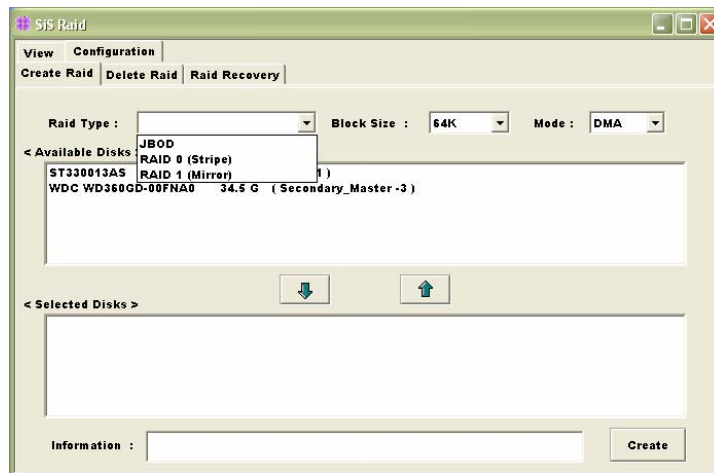 SiS Raid
View Configuration
Create Raid Delete Raid Raid Recovery
Raid Type : Block Size : 64K Mode : DMA
JBOD
RAID 0 (Stripe)
RAID 1 (Mirror)
< Available Disks
ST330013AS 1 )
WDC WD360GD-00FNA0 34.5 G ( Secondary_Master -3 )
< Selected Disks >
Information :
Create